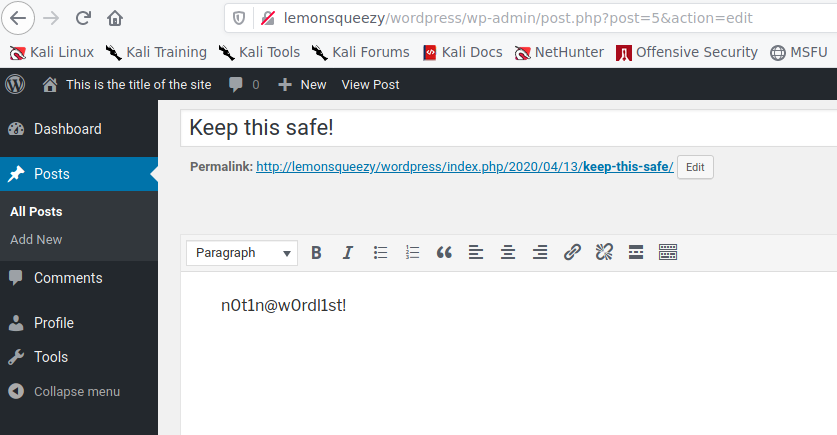 lemonsqueezy/wordpress/wp-admin/post.php?post=5&action=edit
Kali Linux Kali Training Kali Tools Kali Forums Kali Docs NetHunter Offensive Security MSFU
This is the title of the site 0 New View Post
Dashboard
Posts
All Posts
Add New
Comments
Profile
Tools
Collapse menu
Keep this safe!
Permalink: http://lemonsqueezy/wordpress/index.php/2020/04/13/keep-this-safe/ Edit
Paragraph B I
n0t1n@w0rdl1st!